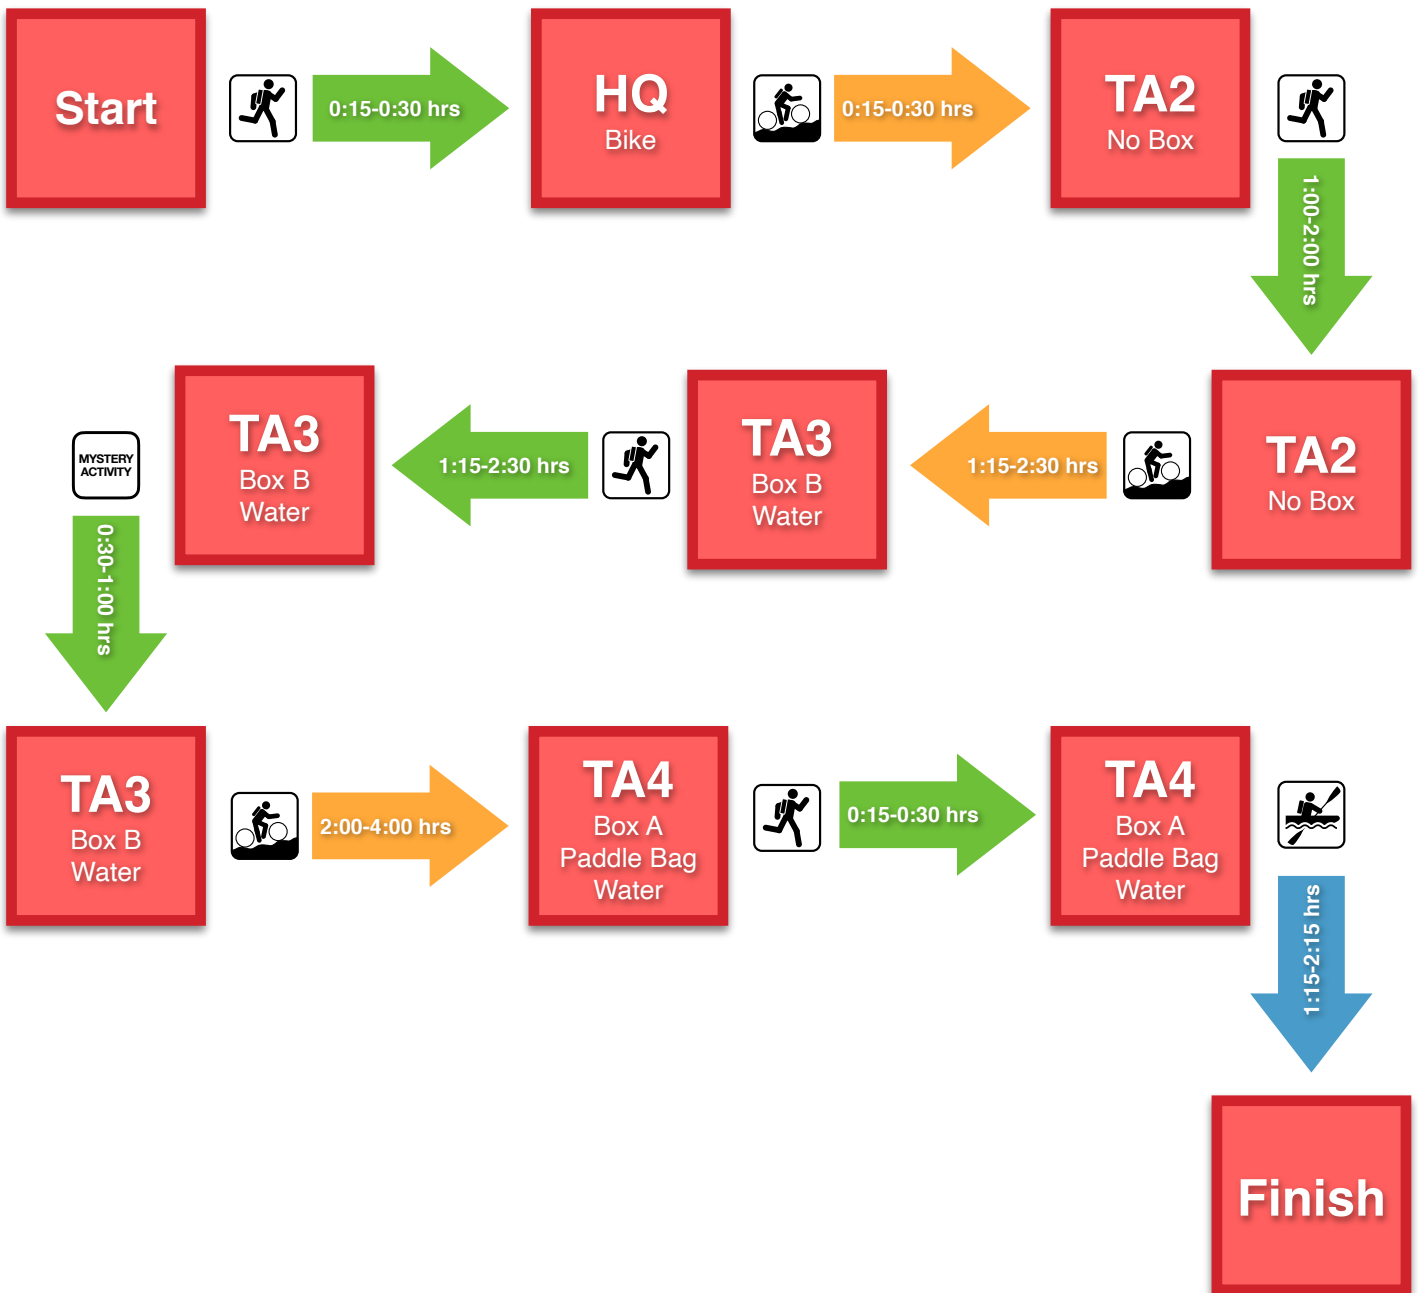 Start
0:15-0:30 hrs
HQ
Bike
0:15-0:30 hrs
TA2
No Box
1:00-2:00 hrs
TA2
No Box
1:15-2:30 hrs
TA3
Box B
Water
1:15-2:30 hrs
TA3
Box B
Water
MYSTERY
ACTIVITY
0:30-1:00 hrs
TA3
Box B
Water
2:00-4:00 hrs
TA4
Box A
Paddle Bag
Water
0:15-0:30 hrs
TA4
Box A
Paddle Bag
Water
1:15-2:15 hrs
Finish